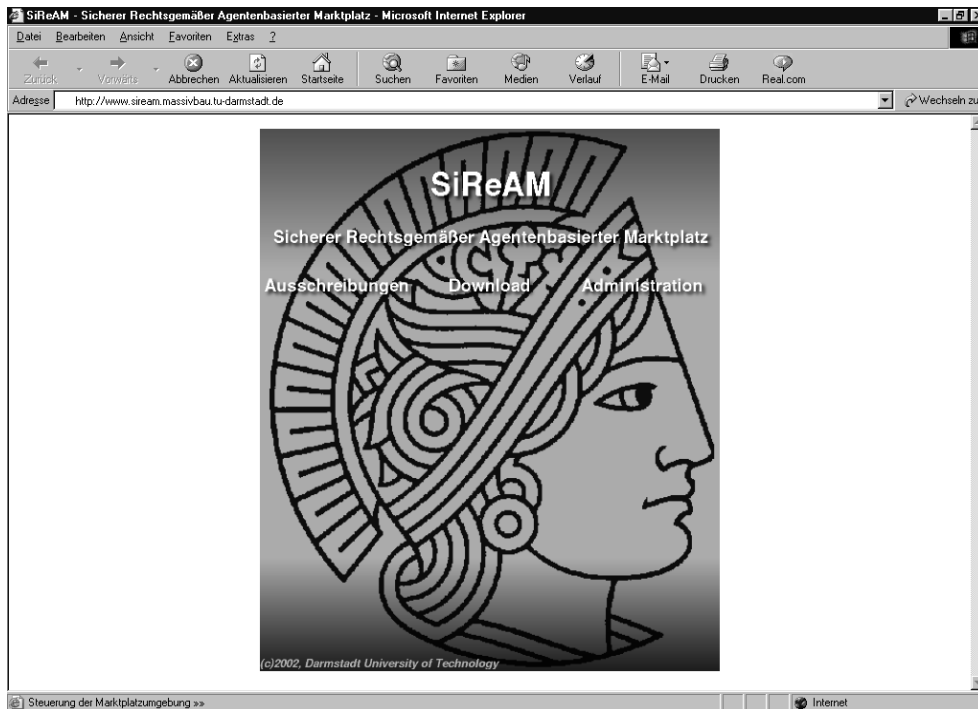 SiReAM - Sicherer Rechtsgemäßer Agentenbasierter Marktplatz - Microsoft Internet Explorer
Datei Bearbeiten Ansicht Favoriten Extras ?
Zurück Vorwärts Abbrechen Aktualisieren Startseite Suchen Favoriten Medien Verlauf E-Mail Drucken Real.com
Adresse http://www.siream.massivbau.tu-darmstadt.de Wechseln zu
SiReAM
Sicherer Rechtsgemäßer Agentenbasierter Marktplatz
Ausschreibungen Download Administration
(c)2002, Darmstadt University of Technology
Steuerung der Marktplatzumgebung »» Internet